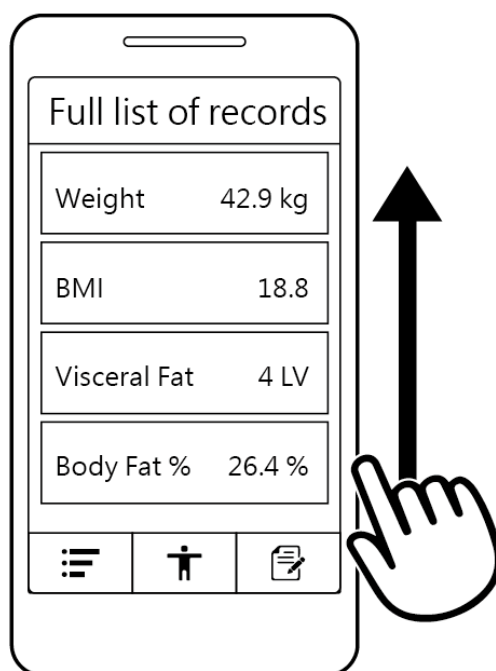 Full list of records
Weight 42.9 kg
BMI 18.8
Visceral Fat 4 LV
Body Fat % 26.4 %